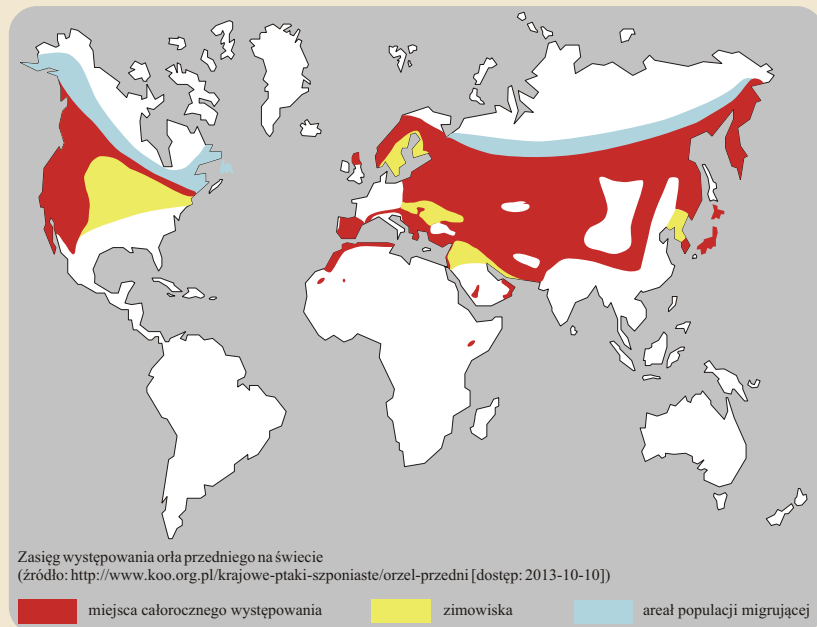 Zasięg występowania orła przedniego na świecie
(źródło: http://www.koo.org.pl/krajowe-ptaki-szponiaste/orzel-przedni [dostęp: 2013-10-10])
miejsca całorocznego występowania
zimowiska
areał populacji migrującej